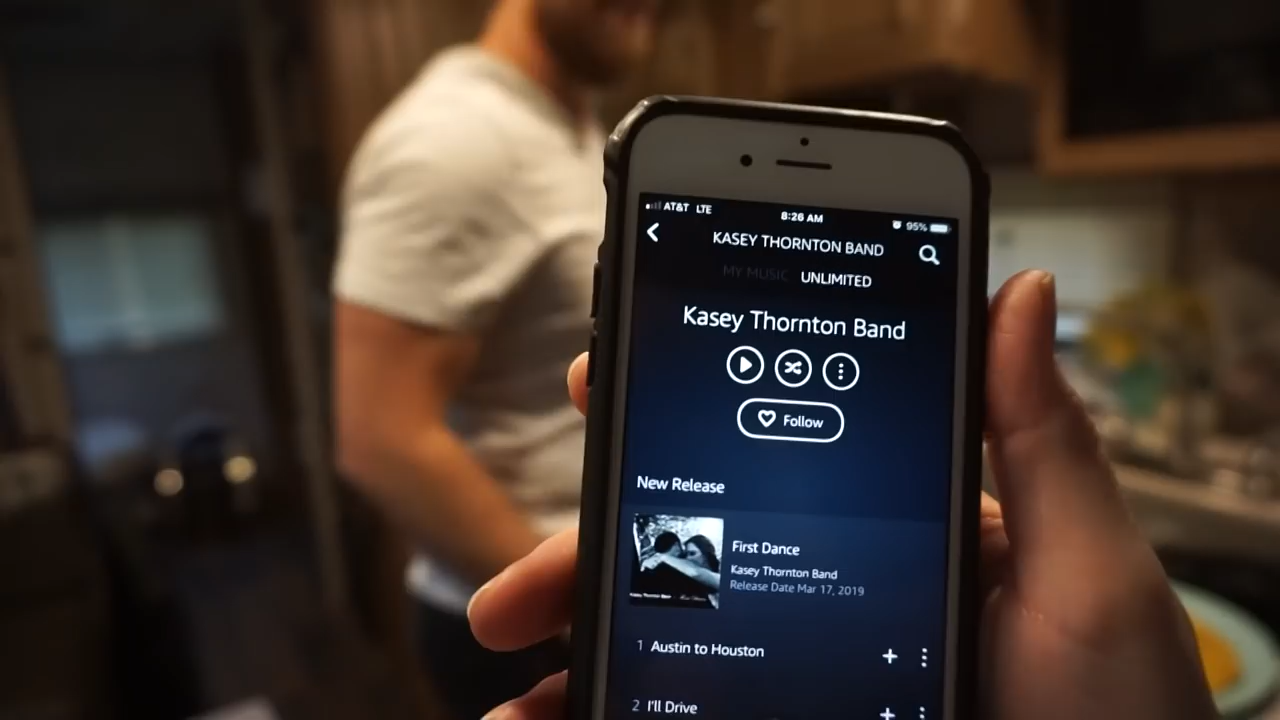 AT&T LTE 8:26 AM 95%
KASEY THORNTON BAND
MY MUSIC UNLIMITED
Kasey Thornton Band
Follow
New Release
First Dance
Kasey Thornton Band
Release Date Mar 17, 2019
1 Austin to Houston
2 I'll Drive